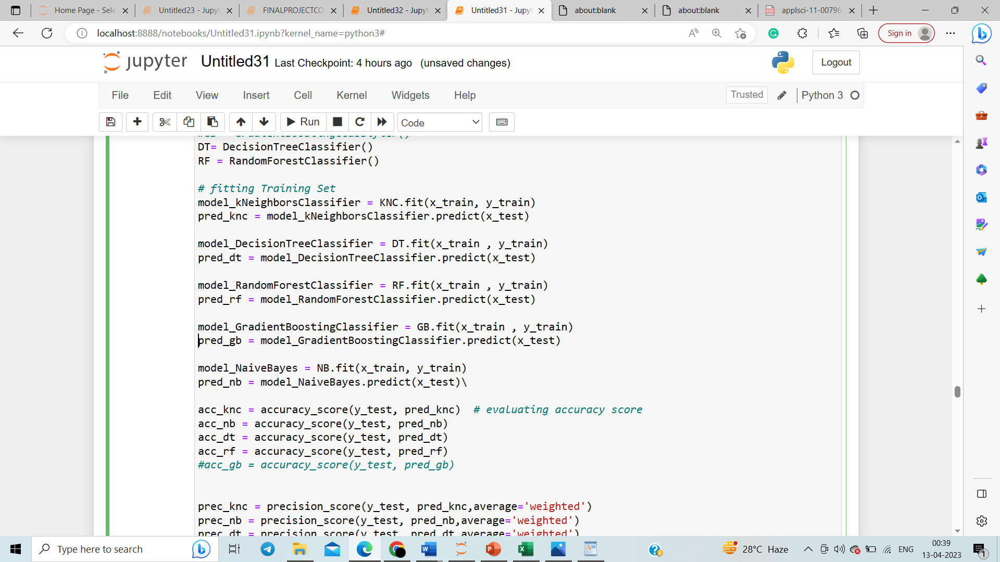 Home Page - Sele
Untitled23 - Jupyt
FINALPROJECTCO
Untitled32 - Jupyt
Untitled31 - Jupyt
about:blank
about:blank
applsci-11-00796
localhost:8888/notebooks/Untitled31.ipynb?kernel_name=python3#
Sign in
jupyter Untitled31 Last Checkpoint: 4 hours ago (unsaved changes)
Logout
File Edit View Insert Cell Kernel Widgets Help
Trusted
Python 3
Run
Code
DT= DecisionTreeClassifier()
RF = RandomForestClassifier()
# fitting Training Set
model_kNeighborsClassifier = KNC.fit(x_train, y_train)
pred_knc = model_kNeighborsClassifier.predict(x_test)
model_DecisionTreeClassifier = DT.fit(x_train , y_train)
pred_dt = model_DecisionTreeClassifier.predict(x_test)
model_RandomForestClassifier = RF.fit(x_train , y_train)
pred_rf = model_RandomForestClassifier.predict(x_test)
model_GradientBoostingClassifier = GB.fit(x_train , y_train)
pred_gb = model_GradientBoostingClassifier.predict(x_test)
model_NaiveBayes = NB.fit(x_train, y_train)
pred_nb = model_NaiveBayes.predict(x_test)\
acc_knc = accuracy_score(y_test, pred_knc)  # evaluating accuracy score
acc_nb = accuracy_score(y_test, pred_nb)
acc_dt = accuracy_score(y_test, pred_dt)
acc_rf = accuracy_score(y_test, pred_rf)
#acc_gb = accuracy_score(y_test, pred_gb)
prec_knc = precision_score(y_test, pred_knc,average='weighted')
prec_nb = precision_score(y_test, pred_nb,average='weighted')
prec_dt = precision_score(y_test, pred_dt,average='weighted')
Type here to search
28°C Haze
ENG
00:39
13-04-2023
1